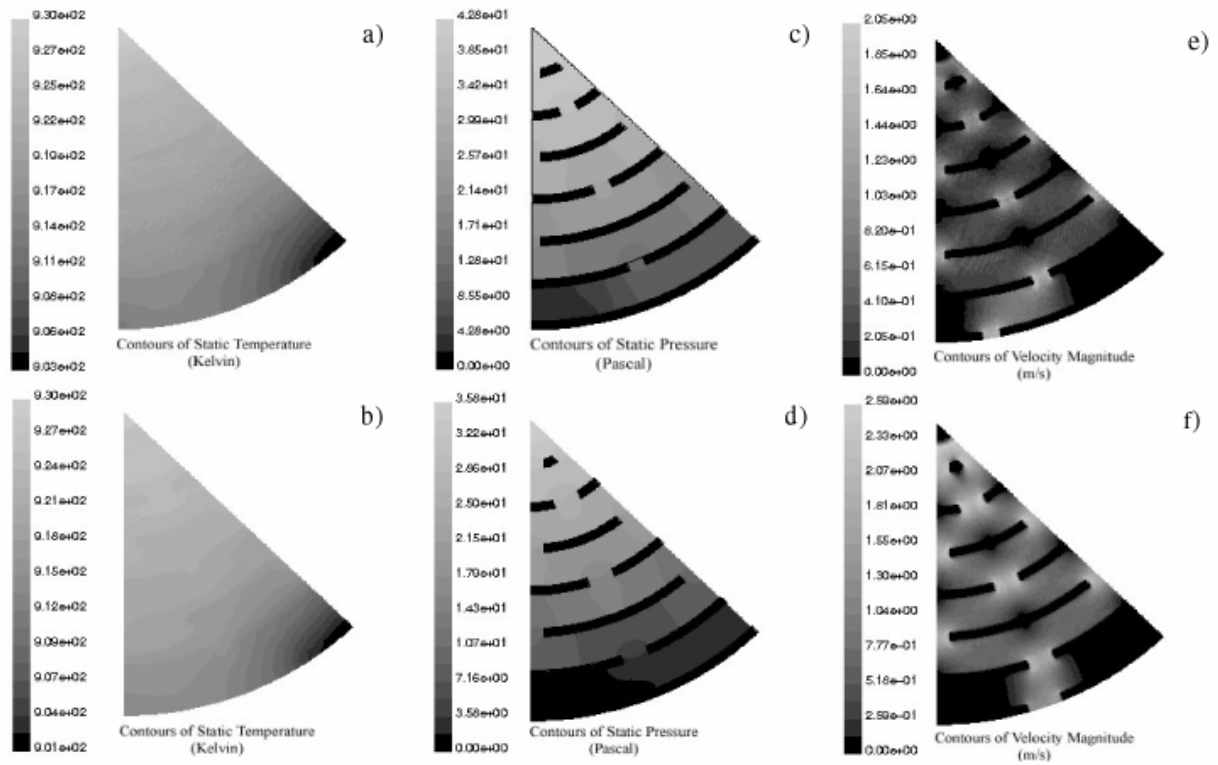 a)
9.30e+02
9.27e+02
9.25e+02
9.22e+02
9.19e+02
9.17e+02
9.14e+02
9.11e+02
9.08e+02
9.06e+02
9.03e+02
Contours of Static Temperature
(Kelvin)
c)
4.28e+01
3.85e+01
3.42e+01
2.99e+01
2.57e+01
2.14e+01
1.71e+01
1.28e+01
8.55e+00
4.28e+00
0.00e+00
Contours of Static Pressure
(Pascal)
e)
2.05e+00
1.85e+00
1.64e+00
1.44e+00
1.23e+00
1.03e+00
8.20e-01
6.15e-01
4.10e-01
2.05e-01
0.00e+00
Contours of Velocity Magnitude
(m/s)
b)
9.30e+02
9.27e+02
9.24e+02
9.21e+02
9.18e+02
9.15e+02
9.12e+02
9.09e+02
9.07e+02
9.04e+02
9.01e+02
Contours of Static Temperature
(Kelvin)
d)
3.58e+01
3.22e+01
2.86e+01
2.50e+01
2.15e+01
1.79e+01
1.43e+01
1.07e+01
7.16e+00
3.58e+00
0.00e+00
Contours of Static Pressure
(Pascal)
f)
2.59e+00
2.33e+00
2.07e+00
1.81e+00
1.55e+00
1.30e+00
1.04e+00
7.77e-01
5.18e-01
2.59e-01
0.00e+00
Contours of Velocity Magnitude
(m/s)